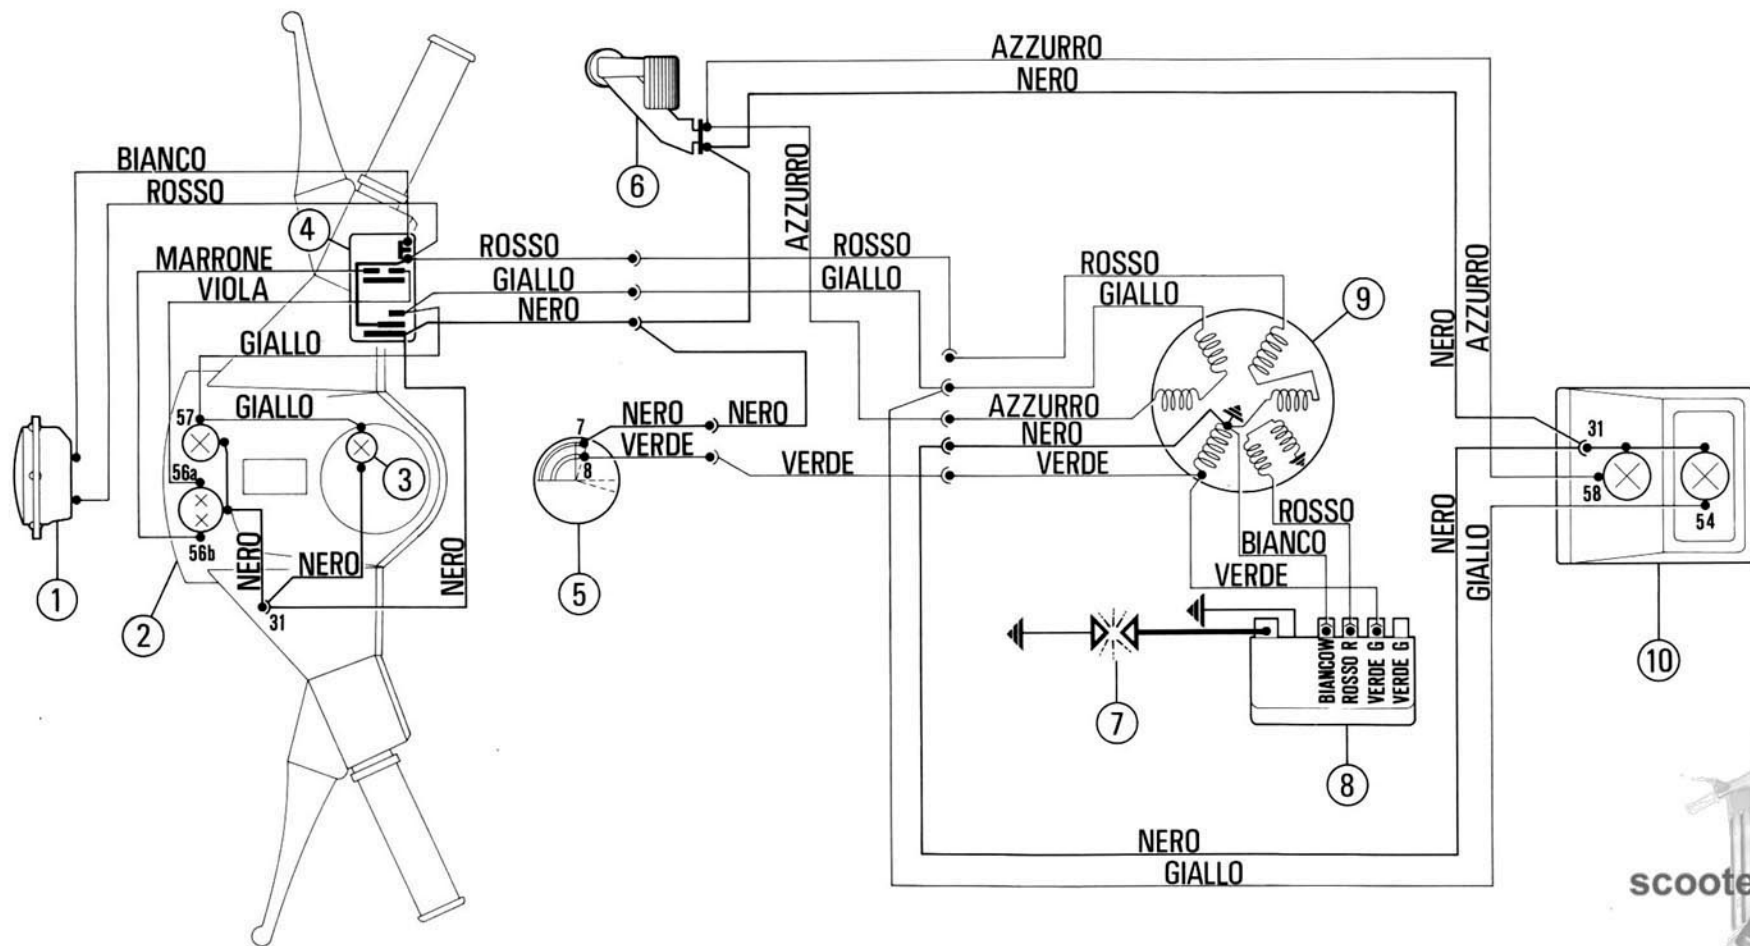 AZZURRO
NERO
BIANCO
ROSSO
MARRONE
VIOLA
4
ROSSO
GIALLO
NERO
6
AZZURRO
ROSSO
GIALLO
ROSSO
GIALLO
9
NERO
AZZURRO
GIALLO
57
GIALLO
56a
3
56b
NERO
NERO
NERO
31
1
2
7
NERO
NERO
8
VERDE
5
VERDE
AZZURRO
NERO
VERDE
ROSSO
BIANCO
VERDE
31
58
54
NERO
GIALLO
10
7
BIANCO W
ROSSO R
VERDE G
VERDE G
8
NERO
GIALLO
scoote